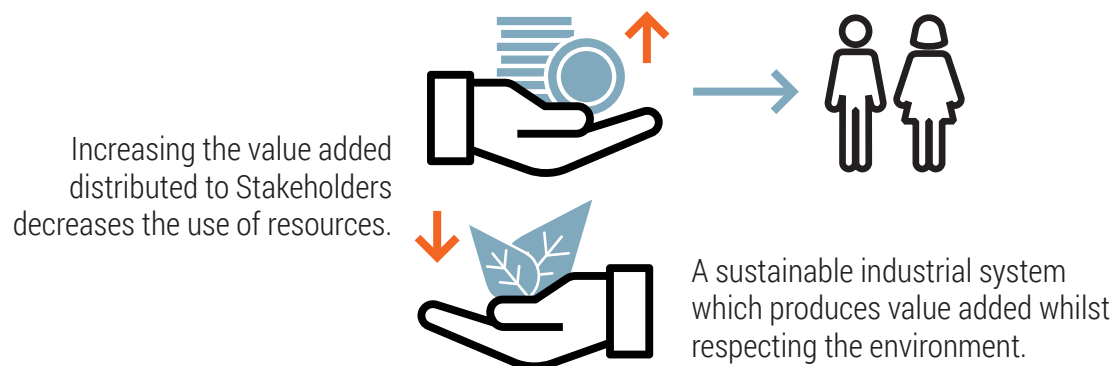 Increasing the value added
distributed to Stakeholders
decreases the use of resources.
A sustainable industrial system
which produces value added whilst
respecting the environment.